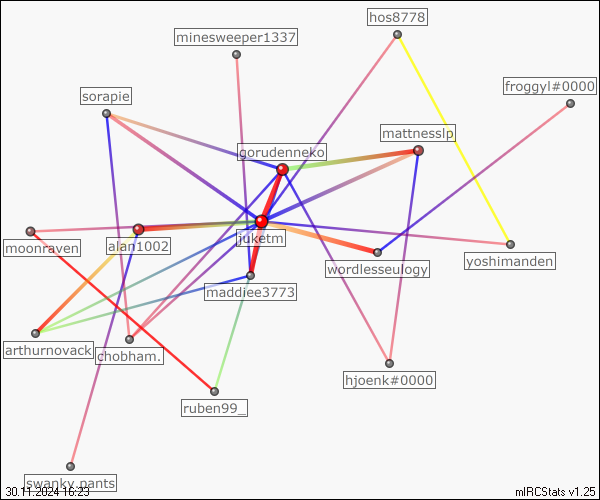 hos8778
minesweeper1337
froggyl#0000
sorapie
mattnesslp
gorudenneko
juketm
moonraven
alan1002
wordlesseulogy
yoshimanden
maddiee3773
arthurnovack
chobham.
hjoenk#0000
ruben99_
swanky.pants
30.11.2024 16:23
mIRCStats v1.25